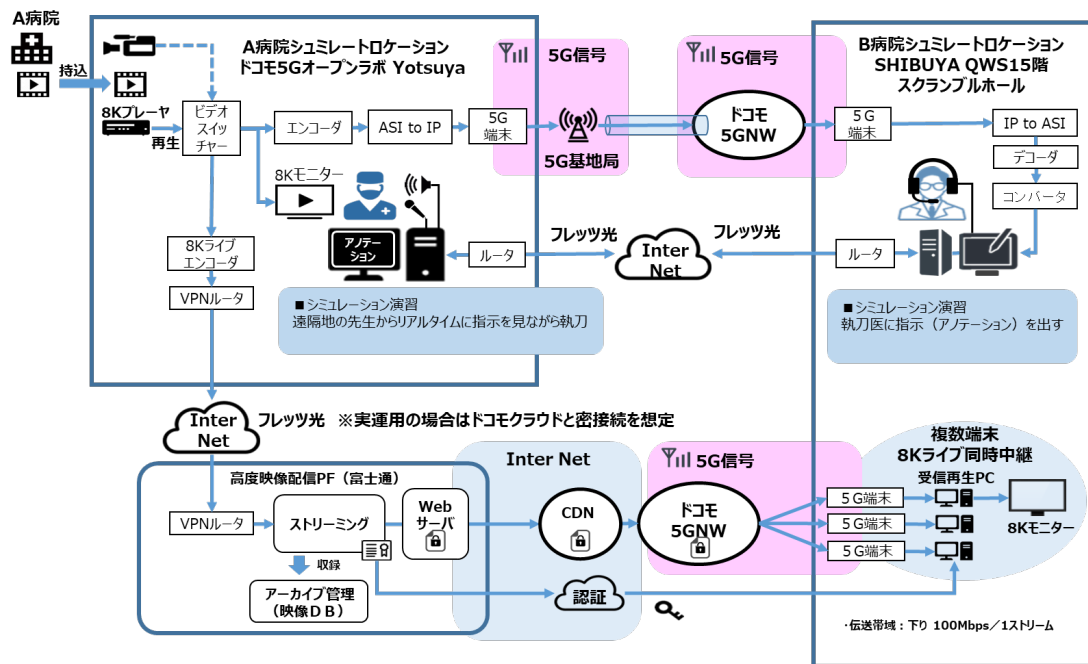 A病院
持込
8Kプレーヤ
再生
ビデオ
スイッ
チャー
A病院シュミレートロケーション
ドコモ5Gオープンラボ Yotsuya
エンコーダ
ASI to IP
5G
端末
5G信号
5G基地局
5G信号
ドコモ
5GNW
B病院シュミレートロケーション
SHIBUYA QWS15階
スクランブルホール
5G
端末
IP to ASI
デコーダ
コンバータ
8Kモニター
アノテー
ション
ルータ
フレッツ光
Inter
Net
フレッツ光
ルータ
8Kライブ
エンコーダ
VPNルータ
■シミュレーション演習
遠隔地の先生からリアルタイムに指示を見ながら執刀
■シミュレーション演習
執刀医に指示（アノテーション）を出す
Inter
Net
フレッツ光 ※実運用の場合はドコモクラウドと密接続を想定
高度映像配信PF（富士通）
VPNルータ
ストリーミング
Web
サーバ
収録
アーカイブ管理
（映像ＤＢ）
Inter Net
CDN
認証
5G信号
ドコモ
5GNW
5G端末
5G端末
5G端末
複数端末
8Kライブ同時中継
受信再生PC
8Kモニター
・伝送帯域：下り 100Mbps／1ストリーム